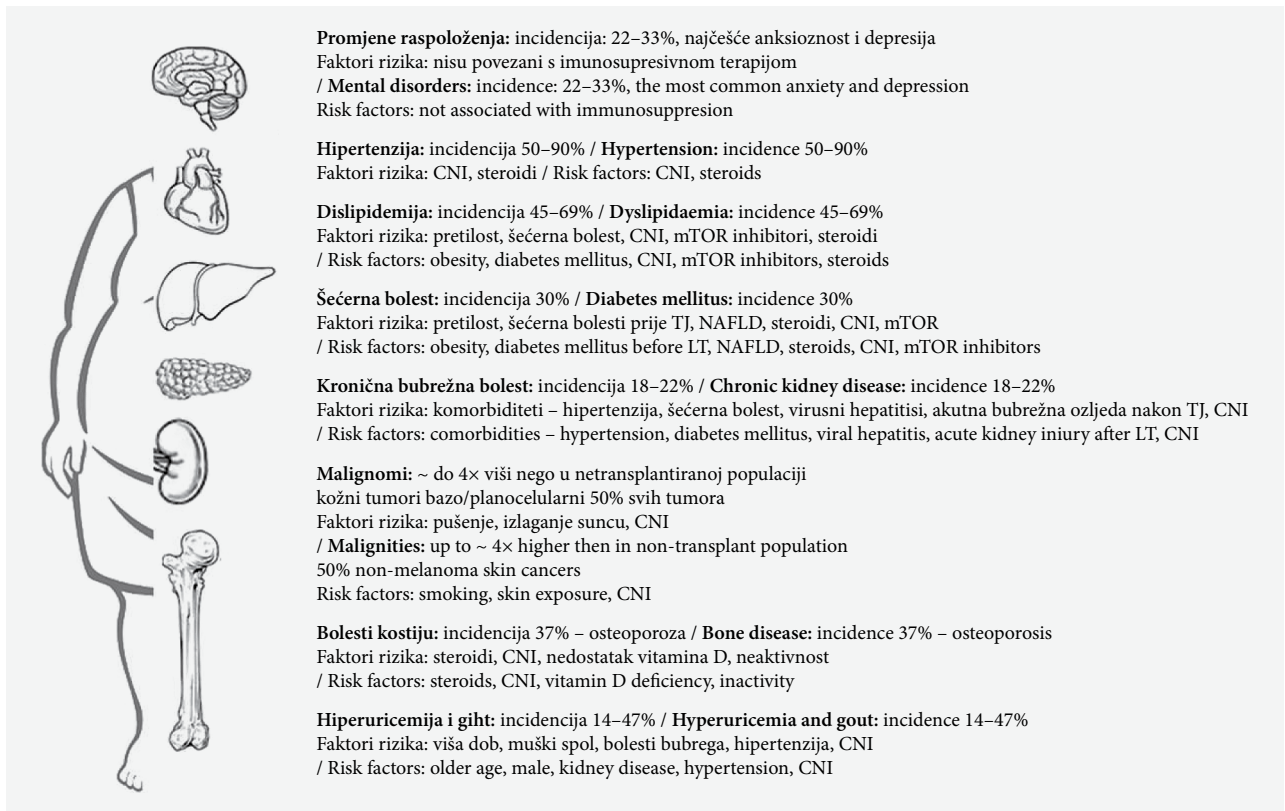 Promjene raspoloženja: incidencija: 22–33%, najčešće anksioznost i depresija
Faktori rizika: nisu povezani s imunosupresivnom terapijom
/ Mental disorders: incidence: 22–33%, the most common anxiety and depression
Risk factors: not associated with immunosuppresion
Hipertenzija: incidencija 50–90% / Hypertension: incidence 50–90%
Faktori rizika: CNI, steroidi / Risk factors: CNI, steroids
Dislipidemija: incidencija 45–69% / Dyslipidaemia: incidence 45–69%
Faktori rizika: pretilost, šećerna bolest, CNI, mTOR inhibitori, steroidi
/ Risk factors: obesity, diabetes mellitus, CNI, mTOR inhibitors, steroids
Šećerna bolest: incidencija 30% / Diabetes mellitus: incidence 30%
Faktori rizika: pretilost, šećerna bolesti prije TJ, NAFLD, steroidi, CNI, mTOR
/ Risk factors: obesity, diabetes mellitus before LT, NAFLD, steroids, CNI, mTOR inhibitors
Kronična bubrežna bolest: incidencija 18–22% / Chronic kidney disease: incidence 18–22%
Faktori rizika: komorbiditeti – hipertenzija, šećerna bolest, virusni hepatitisi, akutna bubrežna ozljeda nakon TJ, CNI
/ Risk factors: comorbidities – hypertension, diabetes mellitus, viral hepatitis, acute kidney iniury after LT, CNI
Malignomi: ~ do 4× viši nego u netransplantiranoj populaciji
kožni tumori bazo/planocelularni 50% svih tumora
Faktori rizika: pušenje, izlaganje suncu, CNI
/ Malignities: up to ~ 4× higher then in non-transplant population
50% non-melanoma skin cancers
Risk factors: smoking, skin exposure, CNI
Bolesti kostiju: incidencija 37% – osteoporoza / Bone disease: incidence 37% – osteoporosis
Faktori rizika: steroidi, CNI, nedostatak vitamina D, neaktivnost
/ Risk factors: steroids, CNI, vitamin D deficiency, inactivity
Hiperuricemija i giht: incidencija 14–47% / Hyperuricemia and gout: incidence 14–47%
Faktori rizika: viša dob, muški spol, bolesti bubrega, hipertenzija, CNI
/ Risk factors: older age, male, kidney disease, hypertension, CNI